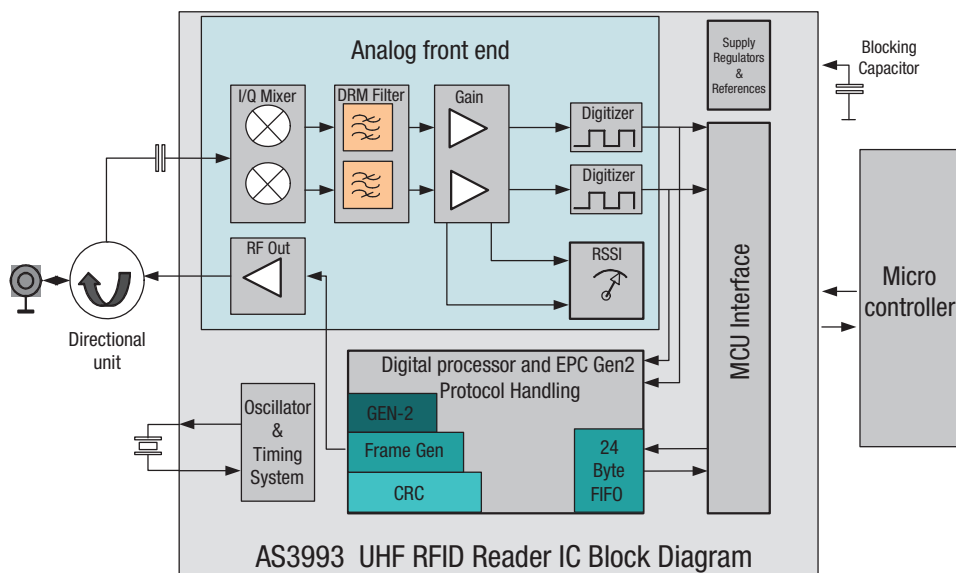 Analog front end
Supply
Regulators
&
References
Blocking
Capacitor
I/Q Mixer
DRM Filter
Gain
Digitizer
Digitizer
RF Out
RSSI
Directional
unit
MCU Interface
Micro
controller
Digital processor and EPC Gen2
Protocol Handling
GEN-2
Frame Gen
CRC
24
Byte
FIFO
Oscillator
&
Timing
System
AS3993 UHF RFID Reader IC Block Diagram